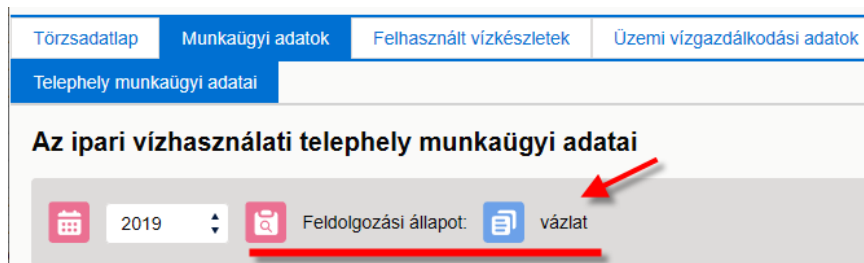 Törzsadatlap Munkaügyi adatok Felhasznált vízkészletek Üzemi vízgazdálkodási adatok
Telephely munkaügyi adatai
Az ipari vízhasználati telephely munkaügyi adatai
2019 Feldolgozási állapot: vázlat